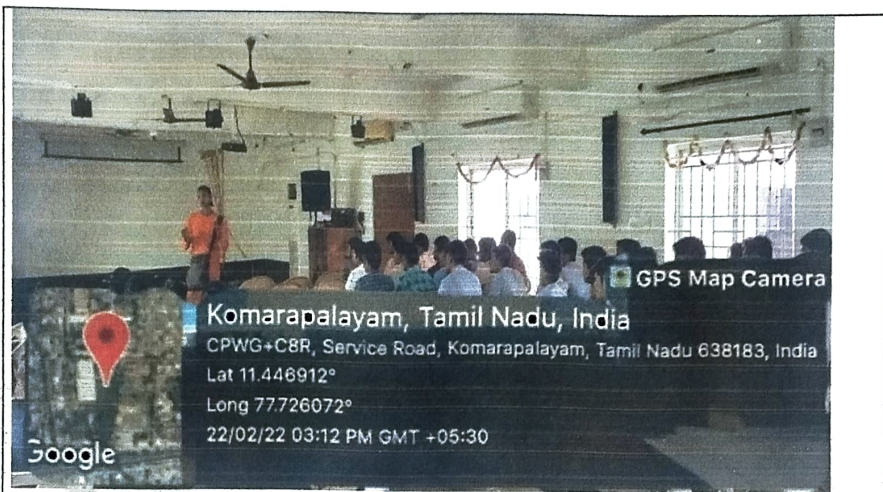 GPS Map Camera
Komarapalayam, Tamil Nadu, India
CPWG+C8R, Service Road, Komarapalayam, Tamil Nadu 638183, India
Lat 11.446912°
Long 77.726072°
22/02/22 03:12 PM GMT +05:30
Google